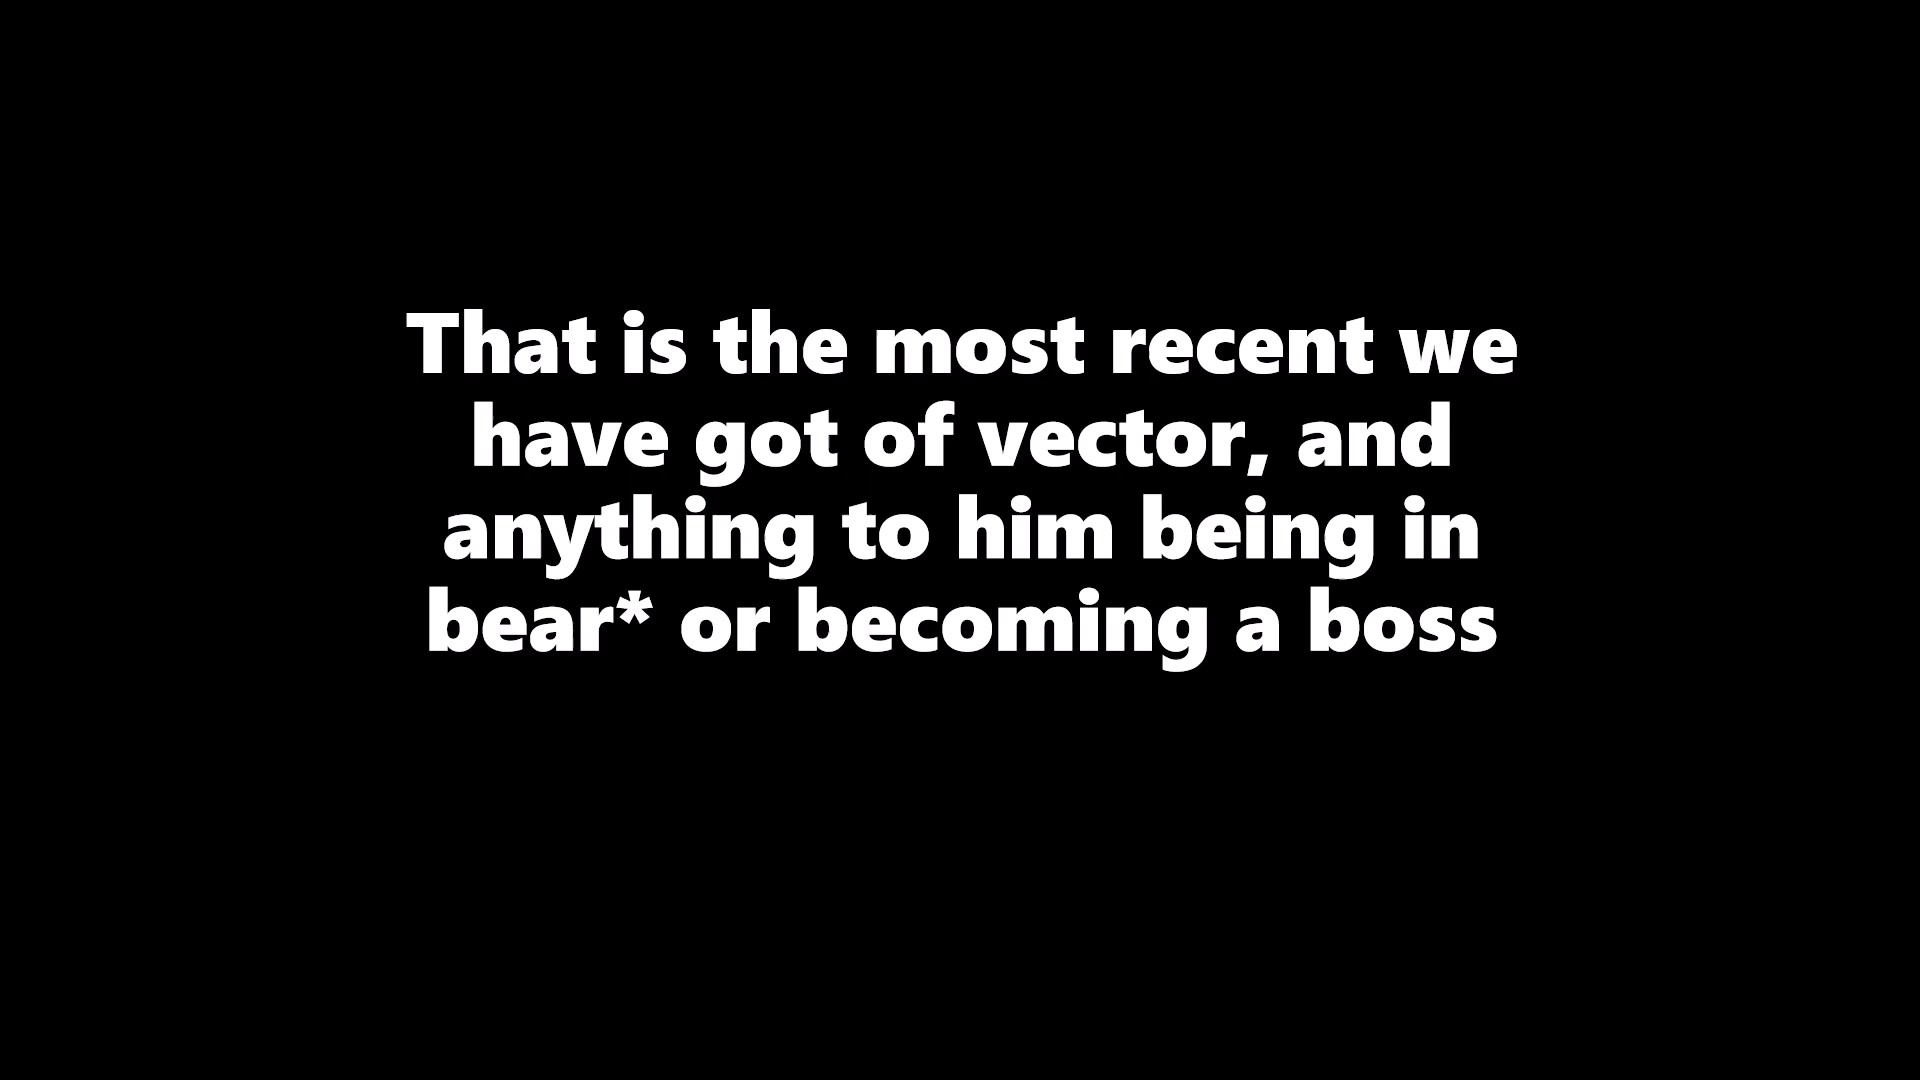 That is the most recent we
have got of vector, and
anything to him being in
bear* or becoming a boss